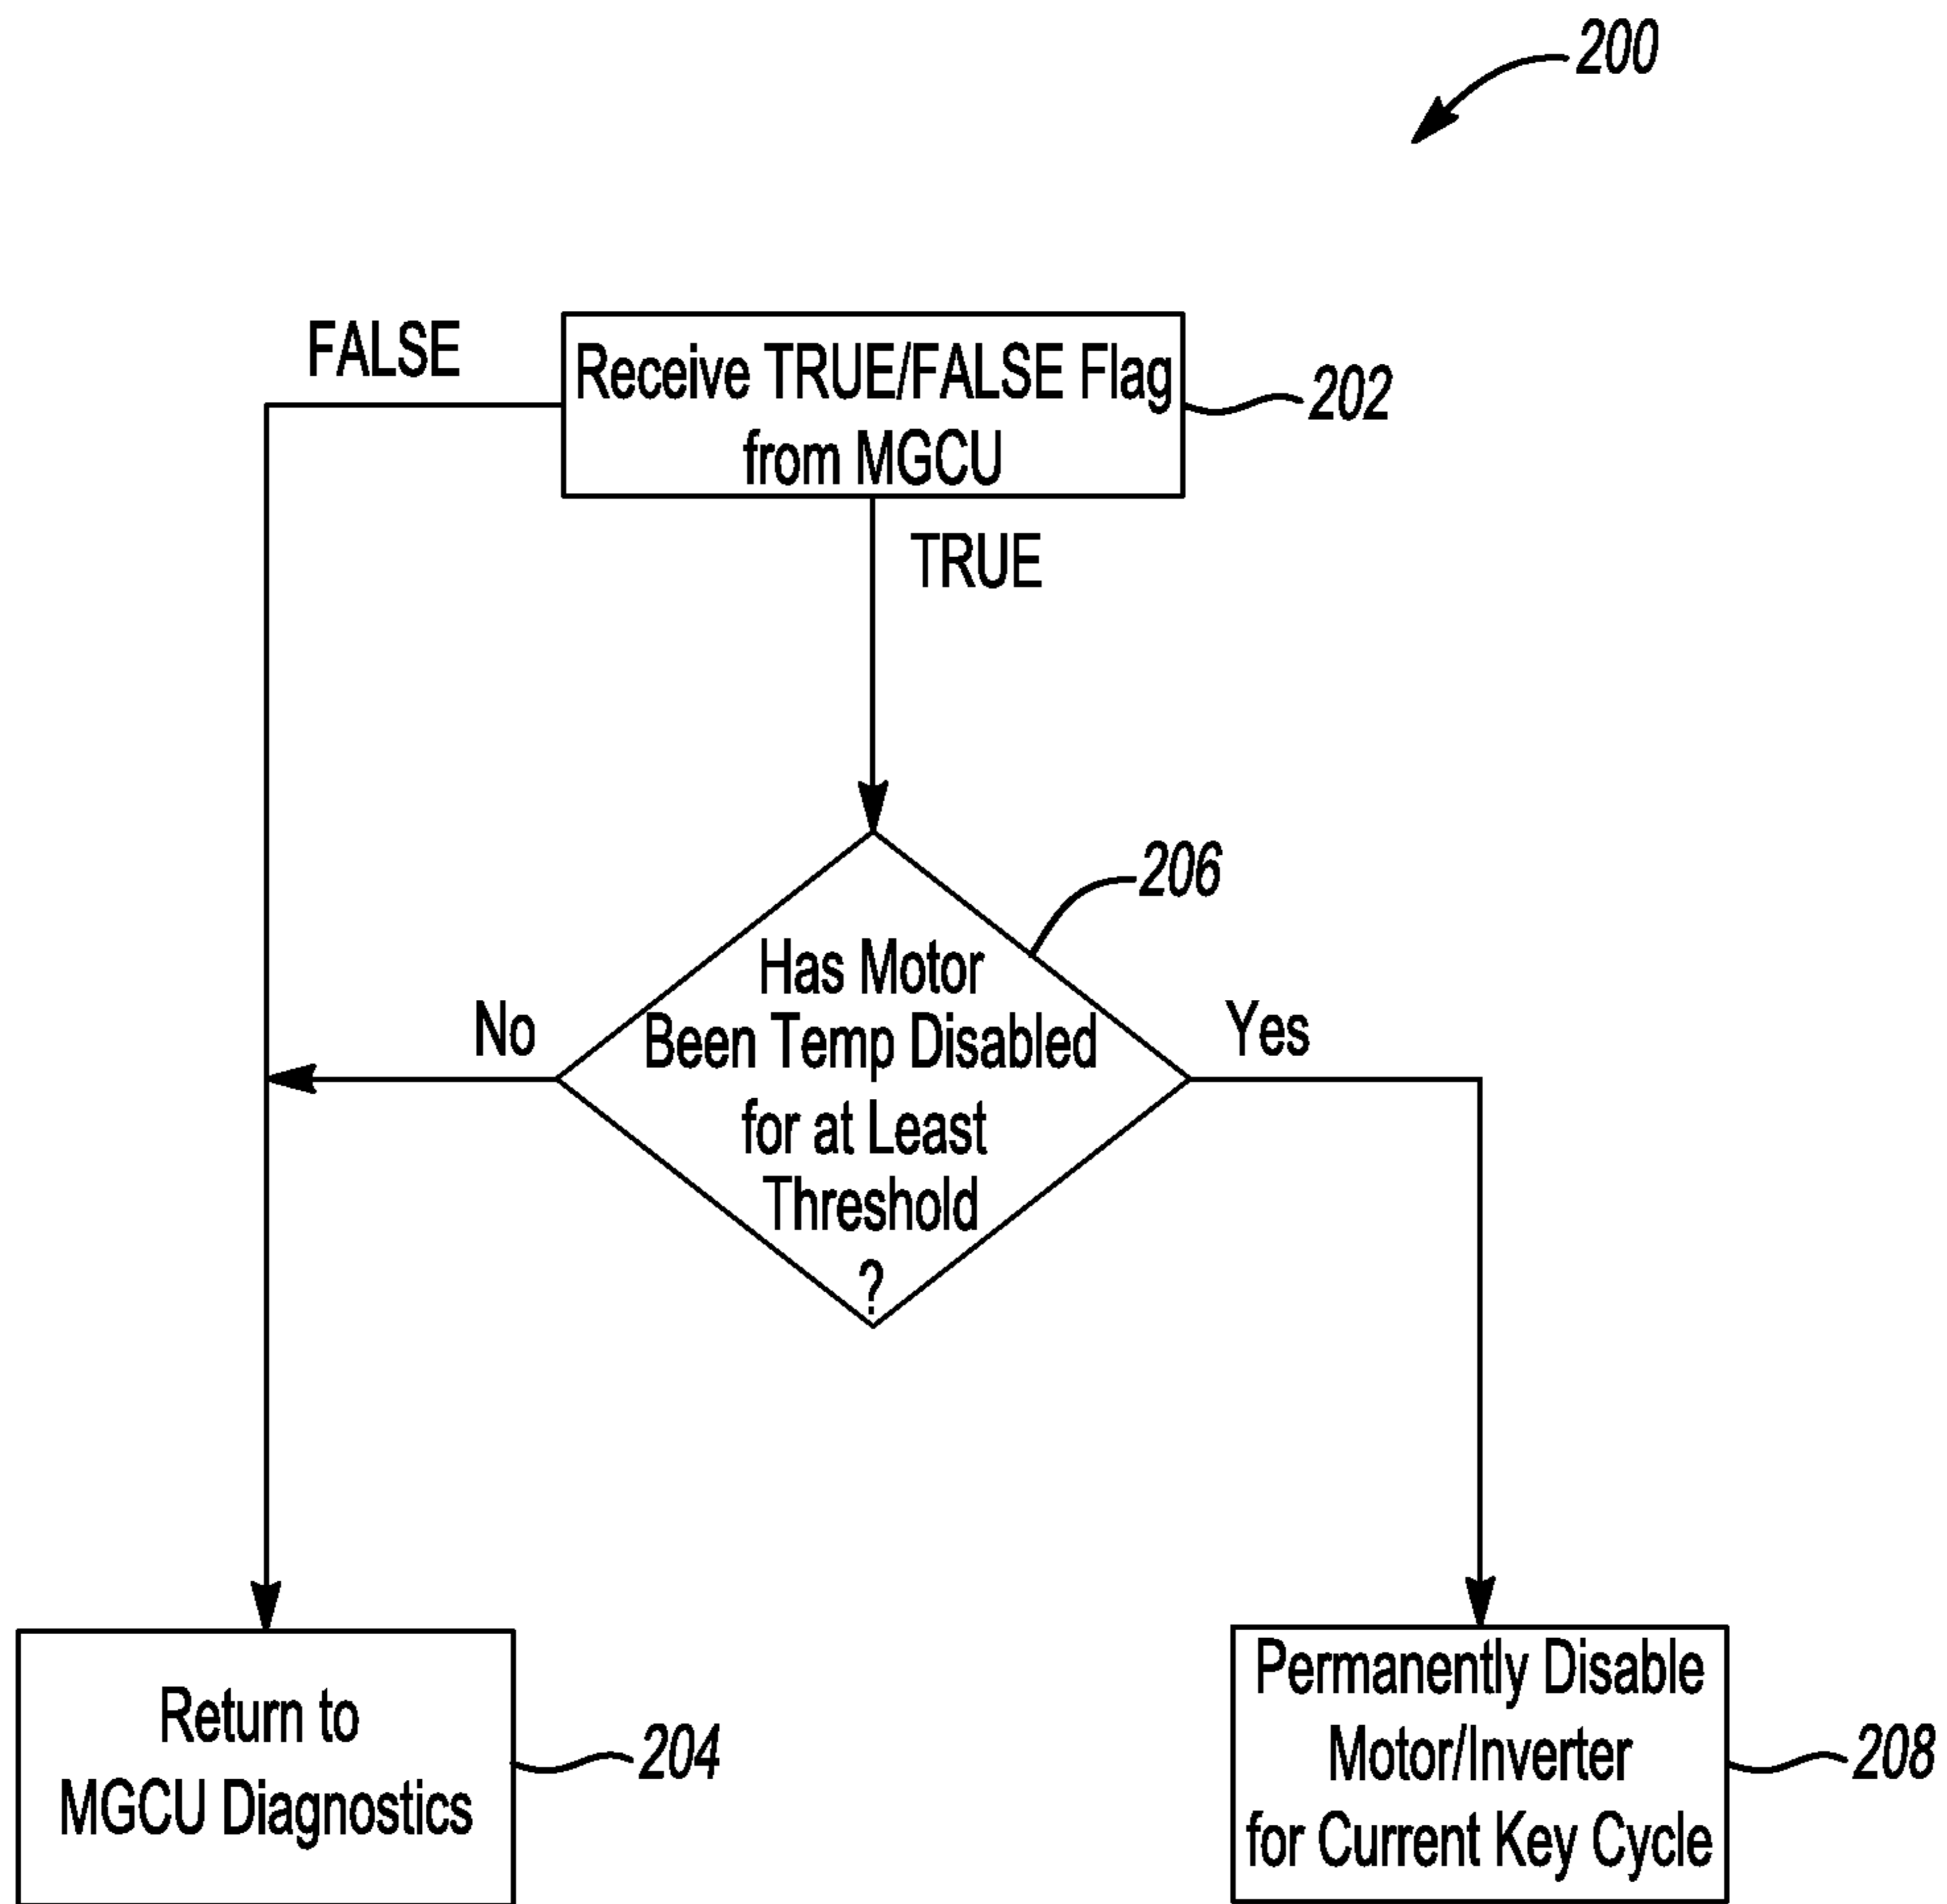 200
FALSE
Receive TRUE/FALSE Flag
from MGCU
202
TRUE
206
Has Motor
Been Temp Disabled
for at Least
Threshold
?
No
Yes
Return to
MGCU Diagnostics
204
Permanently Disable
Motor/Inverter
for Current Key Cycle
208